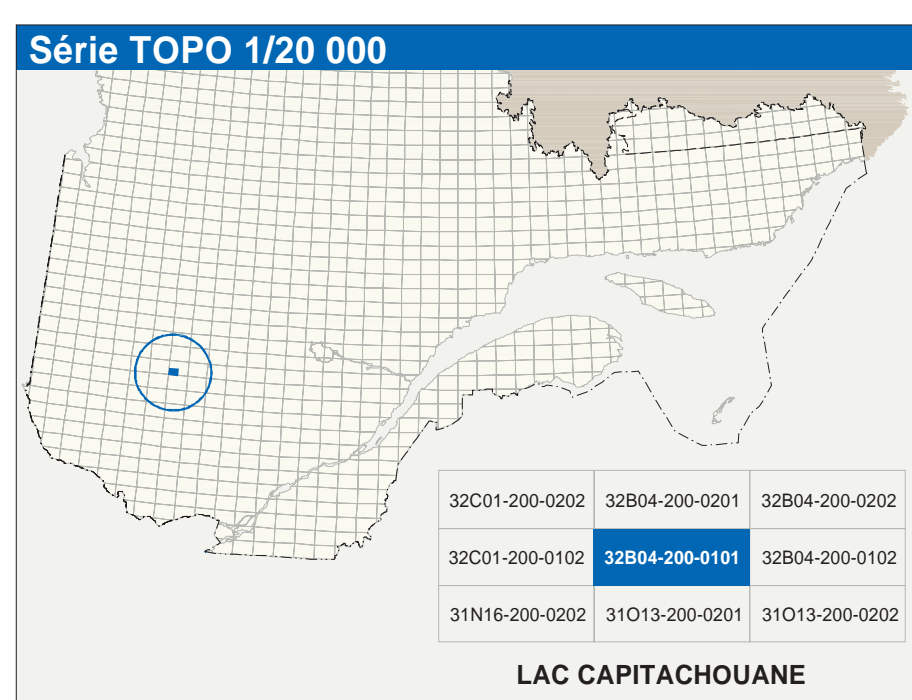 Série TOPO 1/20 000
32C01-200-0202 32B04-200-0201 32B04-200-0202
32C01-200-0102 32B04-200-0101 32B04-200-0102
31N16-200-0202 31O13-200-0201 31O13-200-0202
LAC CAPITACHOUANE